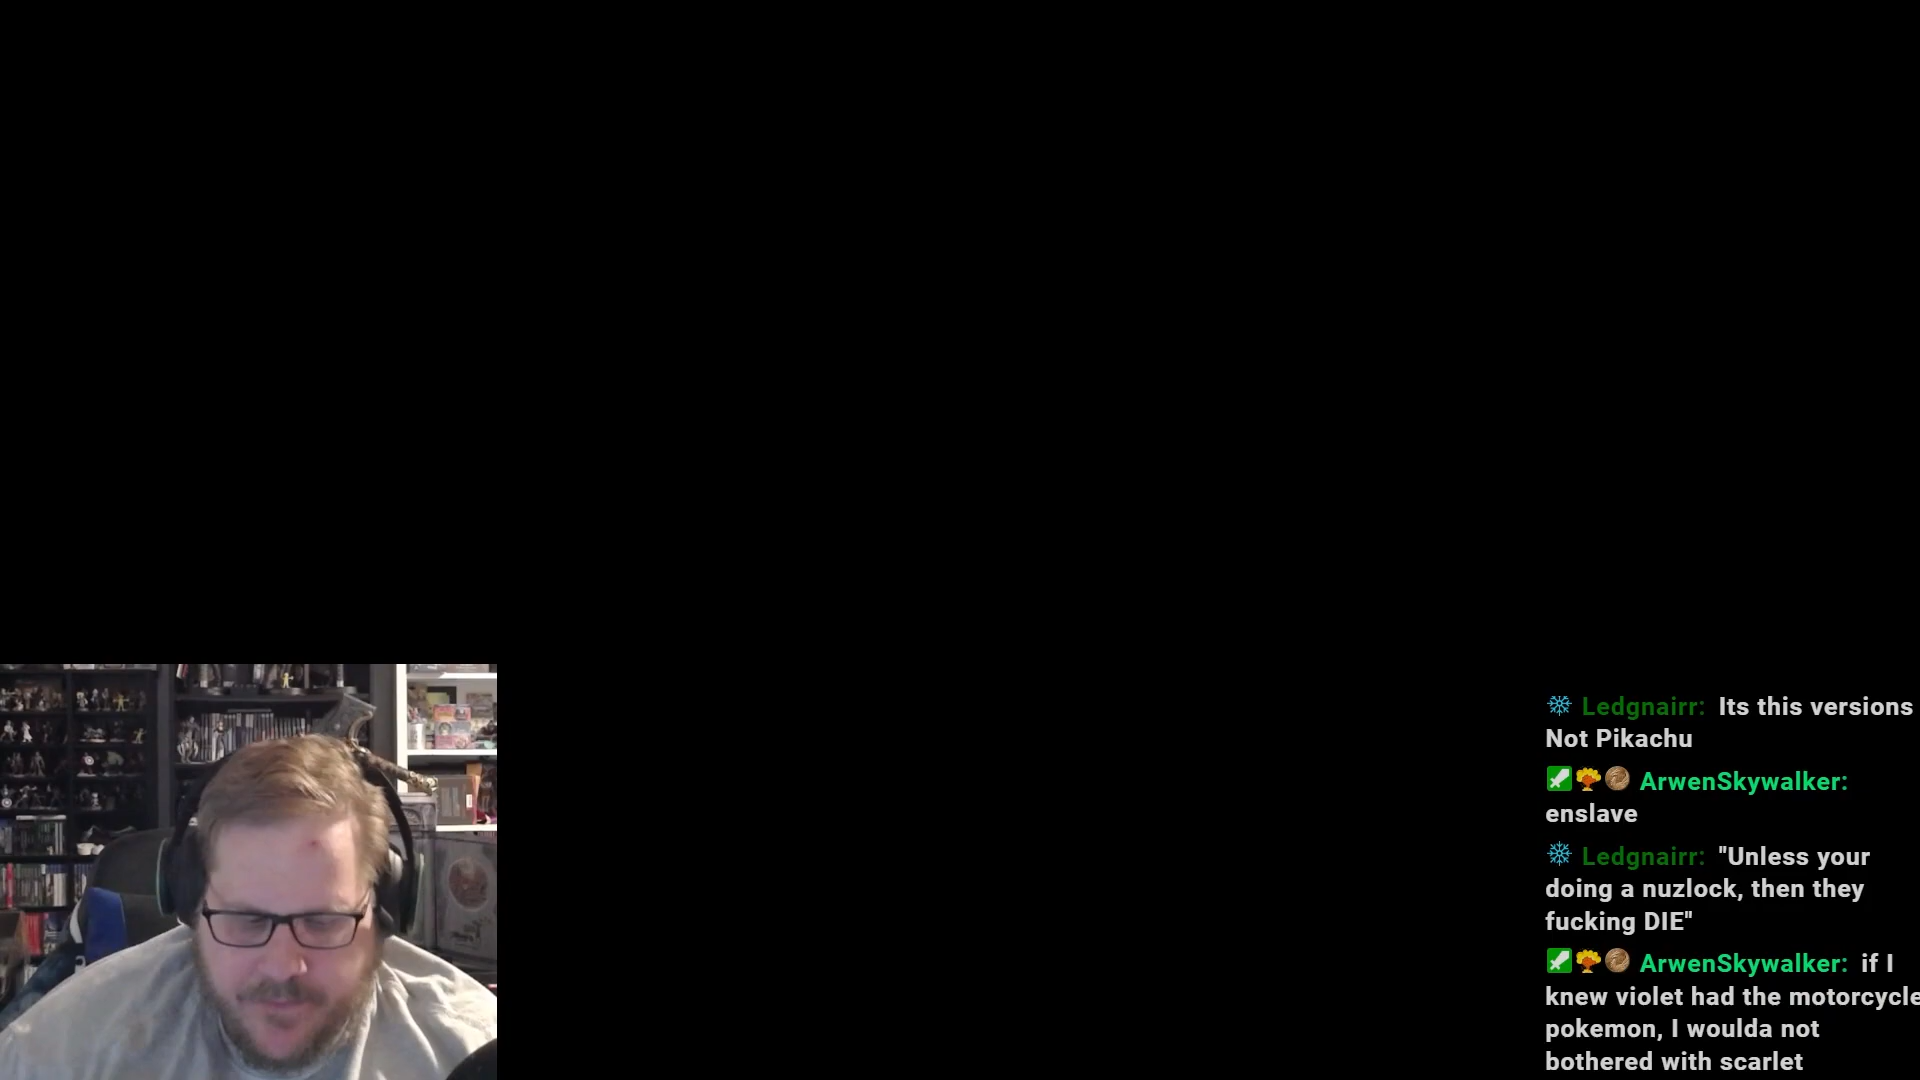 Ledgnairr: Its this versions
Not Pikachu
ArwenSkywalker:
enslave
Ledgnairr: "Unless your
doing a nuzlock, then they
fucking DIE"
ArwenSkywalker: if I
knew violet had the motorcycle
pokemon, I woulda not
bothered with scarlet